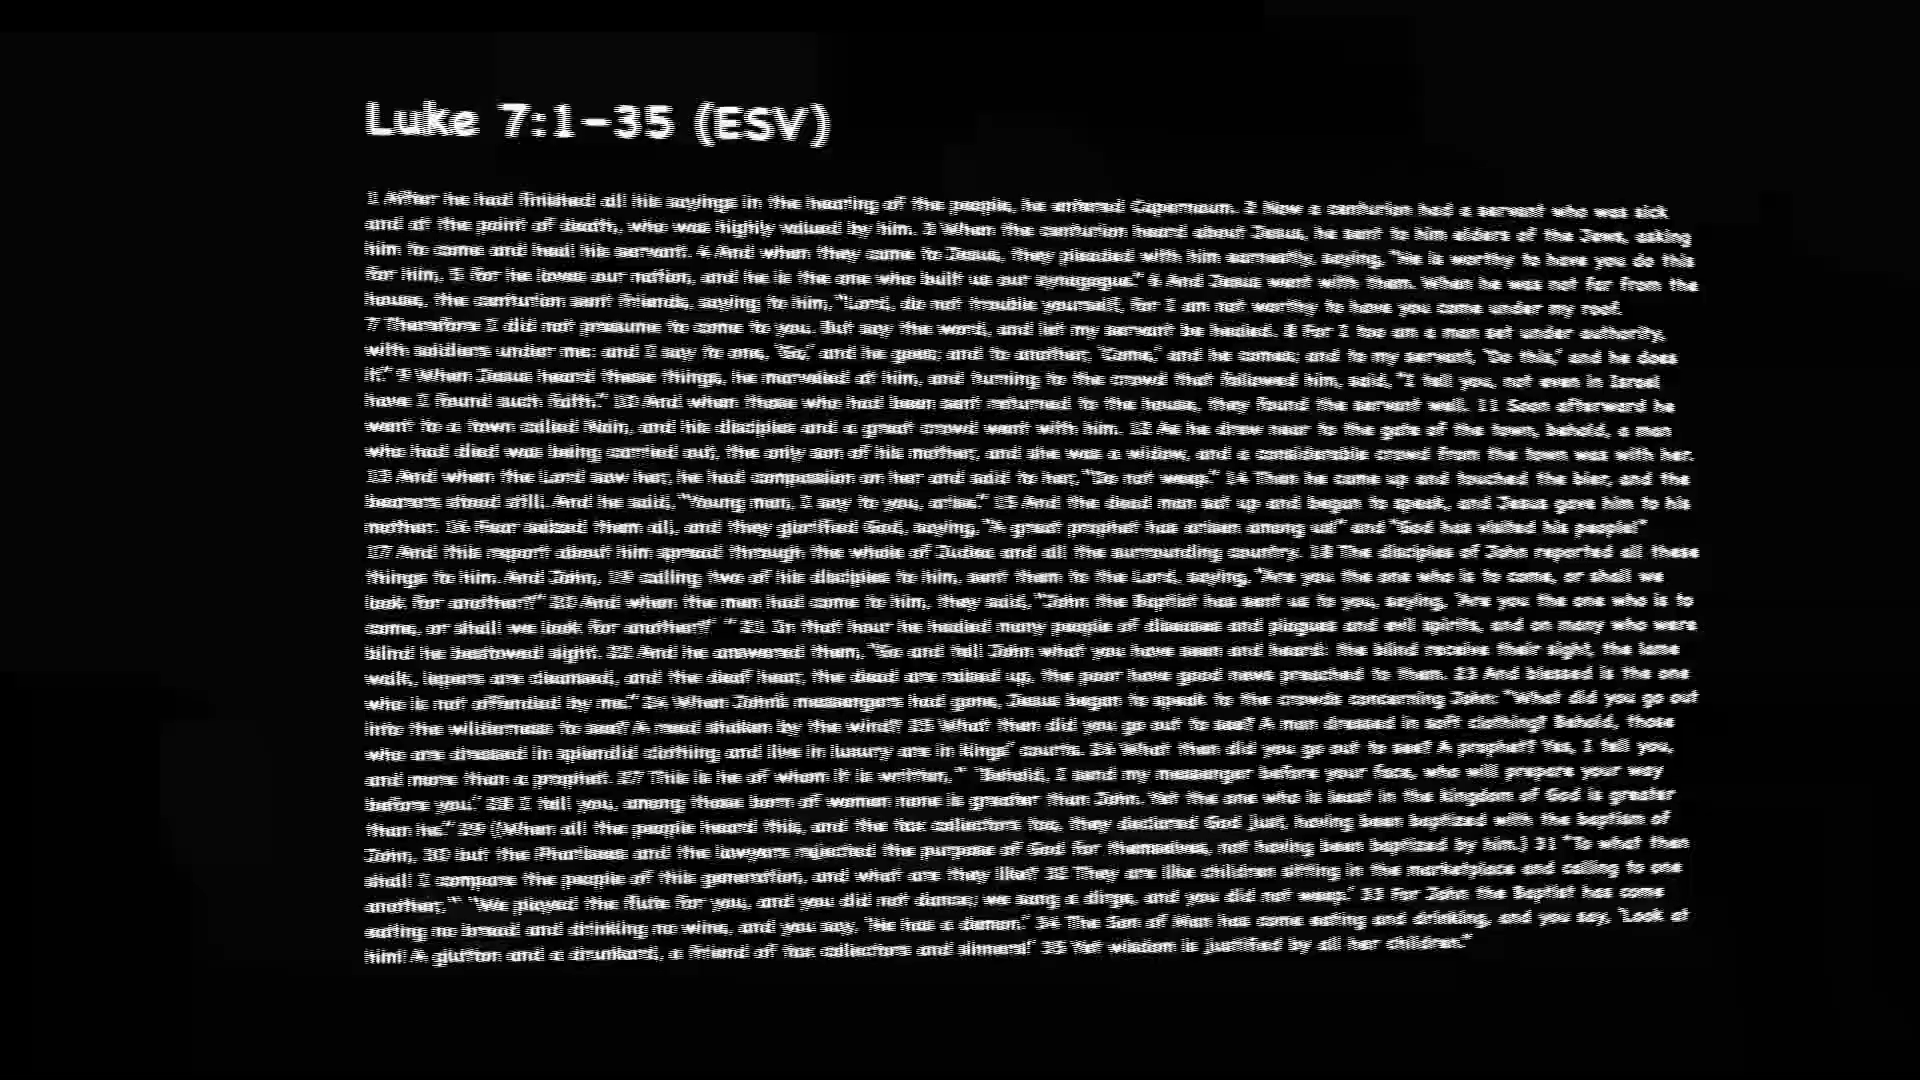 Luke 7:1-35 (ESV)
1 After he had finished all his sayings in the hearing of the people, he entered Capernaum. 2 Now a centurion had a servant who was sick
and at the point of death, who was highly valued by him. 3 When the centurion heard about Jesus, he sent to him elders of the Jews, asking
him to come and heal his servant. 4 And when they came to Jesus, they pleaded with him earnestly, saying, "He is worthy to have you do this
for him, 5 for he loves our nation, and he is the one who built us our synagogue." 6 And Jesus went with them. When he was not far from the
house, the centurion sent friends, saying to him, "Lord, do not trouble yourself, for I am not worthy to have you come under my roof.
7 Therefore I did not presume to come to you. But say the word, and let my servant be healed. 8 For I too am a man set under authority,
with soldiers under me: and I say to one, 'Go,' and he goes; and to another, 'Come,' and he comes; and to my servant, 'Do this,' and he does
it." 9 When Jesus heard these things, he marveled at him, and turning to the crowd that followed him, said, "I tell you, not even in Israel
have I found such faith." 10 And when those who had been sent returned to the house, they found the servant well. 11 Soon afterward he
went to a town called Nain, and his disciples and a great crowd went with him. 12 As he drew near to the gate of the town, behold, a man
who had died was being carried out, the only son of his mother, and she was a widow, and a considerable crowd from the town was with her.
13 And when the Lord saw her, he had compassion on her and said to her, "Do not weep." 14 Then he came up and touched the bier, and the
bearers stood still. And he said, "Young man, I say to you, arise." 15 And the dead man sat up and began to speak, and Jesus gave him to his
mother. 16 Fear seized them all, and they glorified God, saying, "A great prophet has arisen among us!" and "God has visited his people!"
17 And this report about him spread through the whole of Judea and all the surrounding country. 18 The disciples of John reported all these
things to him. And John, 19 calling two of his disciples to him, sent them to the Lord, saying, "Are you the one who is to come, or shall we
look for another?" 20 And when the men had come to him, they said, "John the Baptist has sent us to you, saying, 'Are you the one who is to
come, or shall we look for another?' " 21 In that hour he healed many people of diseases and plagues and evil spirits, and on many who were
blind he bestowed sight. 22 And he answered them, "Go and tell John what you have seen and heard: the blind receive their sight, the lame
walk, lepers are cleansed, and the deaf hear, the dead are raised up, the poor have good news preached to them. 23 And blessed is the one
who is not offended by me." 24 When John's messengers had gone, Jesus began to speak to the crowds concerning John: "What did you go out
into the wilderness to see? A reed shaken by the wind? 25 What then did you go out to see? A man dressed in soft clothing? Behold, those
who are dressed in splendid clothing and live in luxury are in kings' courts. 26 What then did you go out to see? A prophet? Yes, I tell you,
and more than a prophet. 27 This is he of whom it is written," 'Behold, I send my messenger before your face, who will prepare your way
before you.' 28 I tell you, among those born of women none is greater than John. Yet the one who is least in the kingdom of God is greater
than he." 29 ((When all the people heard this, and the tax collectors too, they declared God just, having been baptized with the baptism of
John, 30 but the Pharisees and the lawyers rejected the purpose of God for themselves, not having been baptized by him.) 31 "To what then
shall I compare the people of this generation, and what are they like? 32 They are like children sitting in the marketplace and calling to one
another," " 'We played the flute for you, and you did not dance; we sang a dirge, and you did not weep.' 33 For John the Baptist has come
eating no bread and drinking no wine, and you say, 'He has a demon.' 34 The Son of Man has come eating and drinking, and you say, 'Look at
him! A glutton and a drunkard, a friend of tax collectors and sinners!' 35 Yet wisdom is justified by all her children."